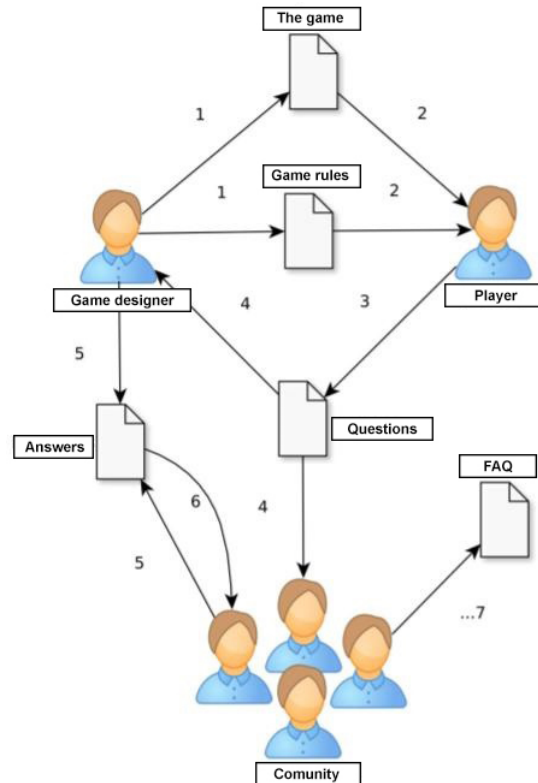 The game
1
2
Game rules
1
2
Game designer
Player
4
3
5
Answers
Questions
FAQ
6
4
5
...7
Comunity